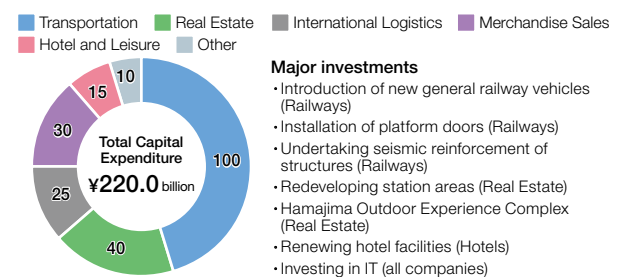 Transportation Real Estate International Logistics Merchandise Sales
Hotel and Leisure Other
10
15
30
25
40
100
Total Capital
Expenditure
¥220.0 billion
Major investments
・Introduction of new general railway vehicles
(Railways)
・Installation of platform doors (Railways)
・Undertaking seismic reinforcement of
structures (Railways)
・Redeveloping station areas (Real Estate)
・Hamajima Outdoor Experience Complex
(Real Estate)
・Renewing hotel facilities (Hotels)
・Investing in IT (all companies)